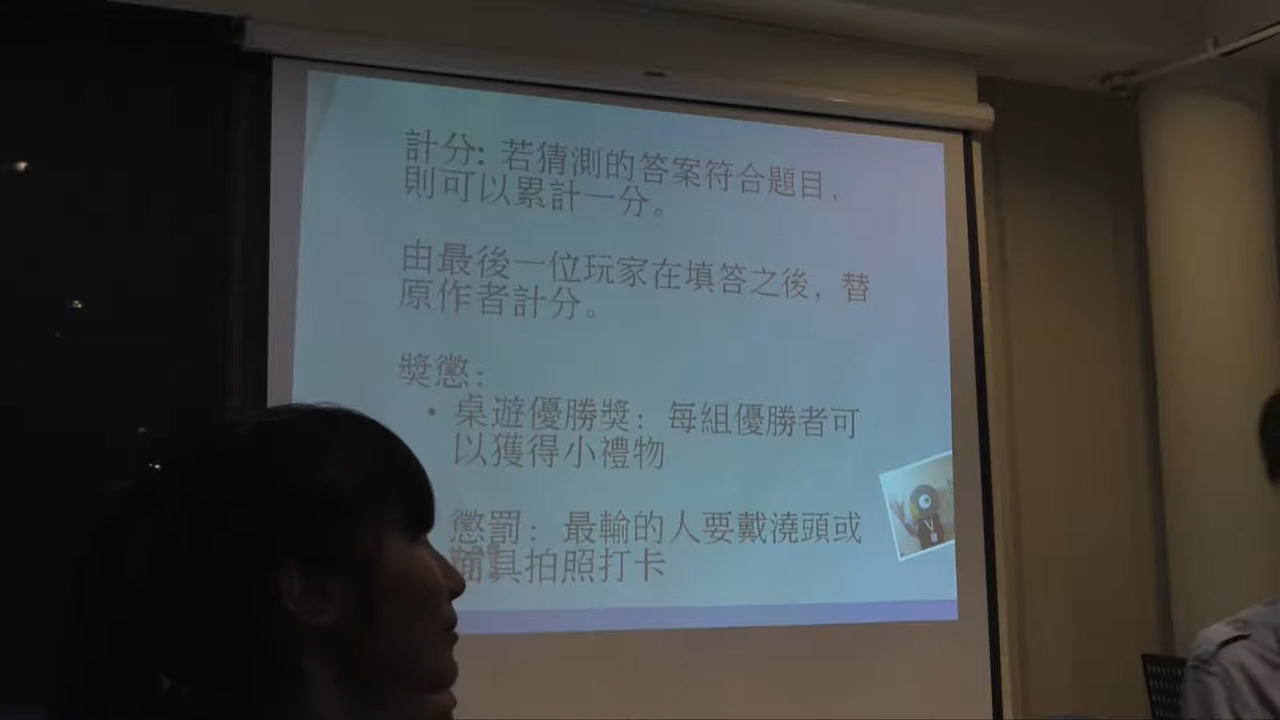 計分: 若猜測的答案符合題目,
則可以累計一分。
由最後一位玩家在填答之後, 替
原作者計分。
獎懲:
• 桌遊優勝獎: 每組優勝者可
以獲得小禮物
懲罰: 最輸的人要戴澆頭或
面具拍照打卡